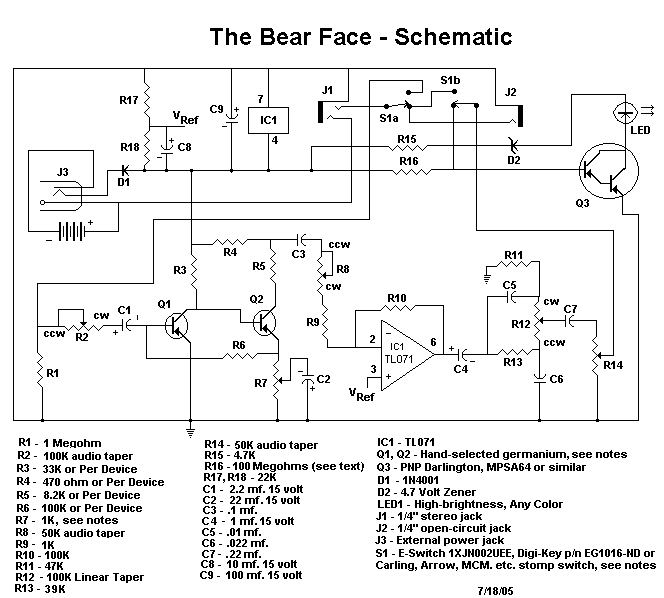 The Bear Face - Schematic
J1
S1b
S1a
J2
LED
R17
VRef
R18
C8
C9
7
IC1
4
R15
R16
D2
Q3
J3
D1
- +
R3
R4
R5
C3
ccw
R8
cw
R9
R10
R11
C5
cw
R12
ccw
C7
R13
C6
R14
ccw
R2
cw
C1
Q1
Q2
R6
R7
C2
R1
2
IC1
TL071
6
3
VRef
C4
R1 - 1 Megohm
R2 - 100K audio taper
R3 - 33K or Per Device
R4 - 470 ohm or Per Device
R5 - 8.2K or Per Device
R6 - 100K or Per Device
R7 - 1K, see notes
R8 - 50K audio taper
R9 - 1K
R10 - 100K
R11 - 47K
R12 - 100K Linear Taper
R13 - 39K
R14 - 50K audio taper
R15 - 4.7K
R16 - 100 Megohms (see text)
R17, R18 - 22K
C1 - 2.2 mf. 15 volt
C2 - 22 mf. 15 volt
C3 - .1 mf.
C4 - 1 mf. 15 volt
C5 - .01 mf.
C6 - .022 mf.
C7 - .22 mf.
C8 - 10 mf. 15 volt
C9 - 100 mf. 15 volt
IC1 - TL071
Q1, Q2 - Hand-selected germanium, see notes
Q3 - PNP Darlington, MPSA64 or similar
D1 - 1N4001
D2 - 4.7 Volt Zener
LED1 - High-brightness, Any Color
J1 - 1/4" stereo jack
J2 - 1/4" open-circuit jack
J3 - External power jack
S1 - E-Switch 1XJN002UEE, Digi-Key p/n EG1016-ND or
Carling, Arrow, MCM. etc. stomp switch, see notes
7/18/05